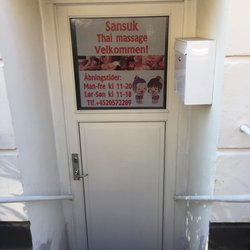 Sansuk
Thai massage
Velkommen!
Åbningstider:
Man-fre kl 11-20
Lør-Søn kl 11-18
Tlf.+4520572289